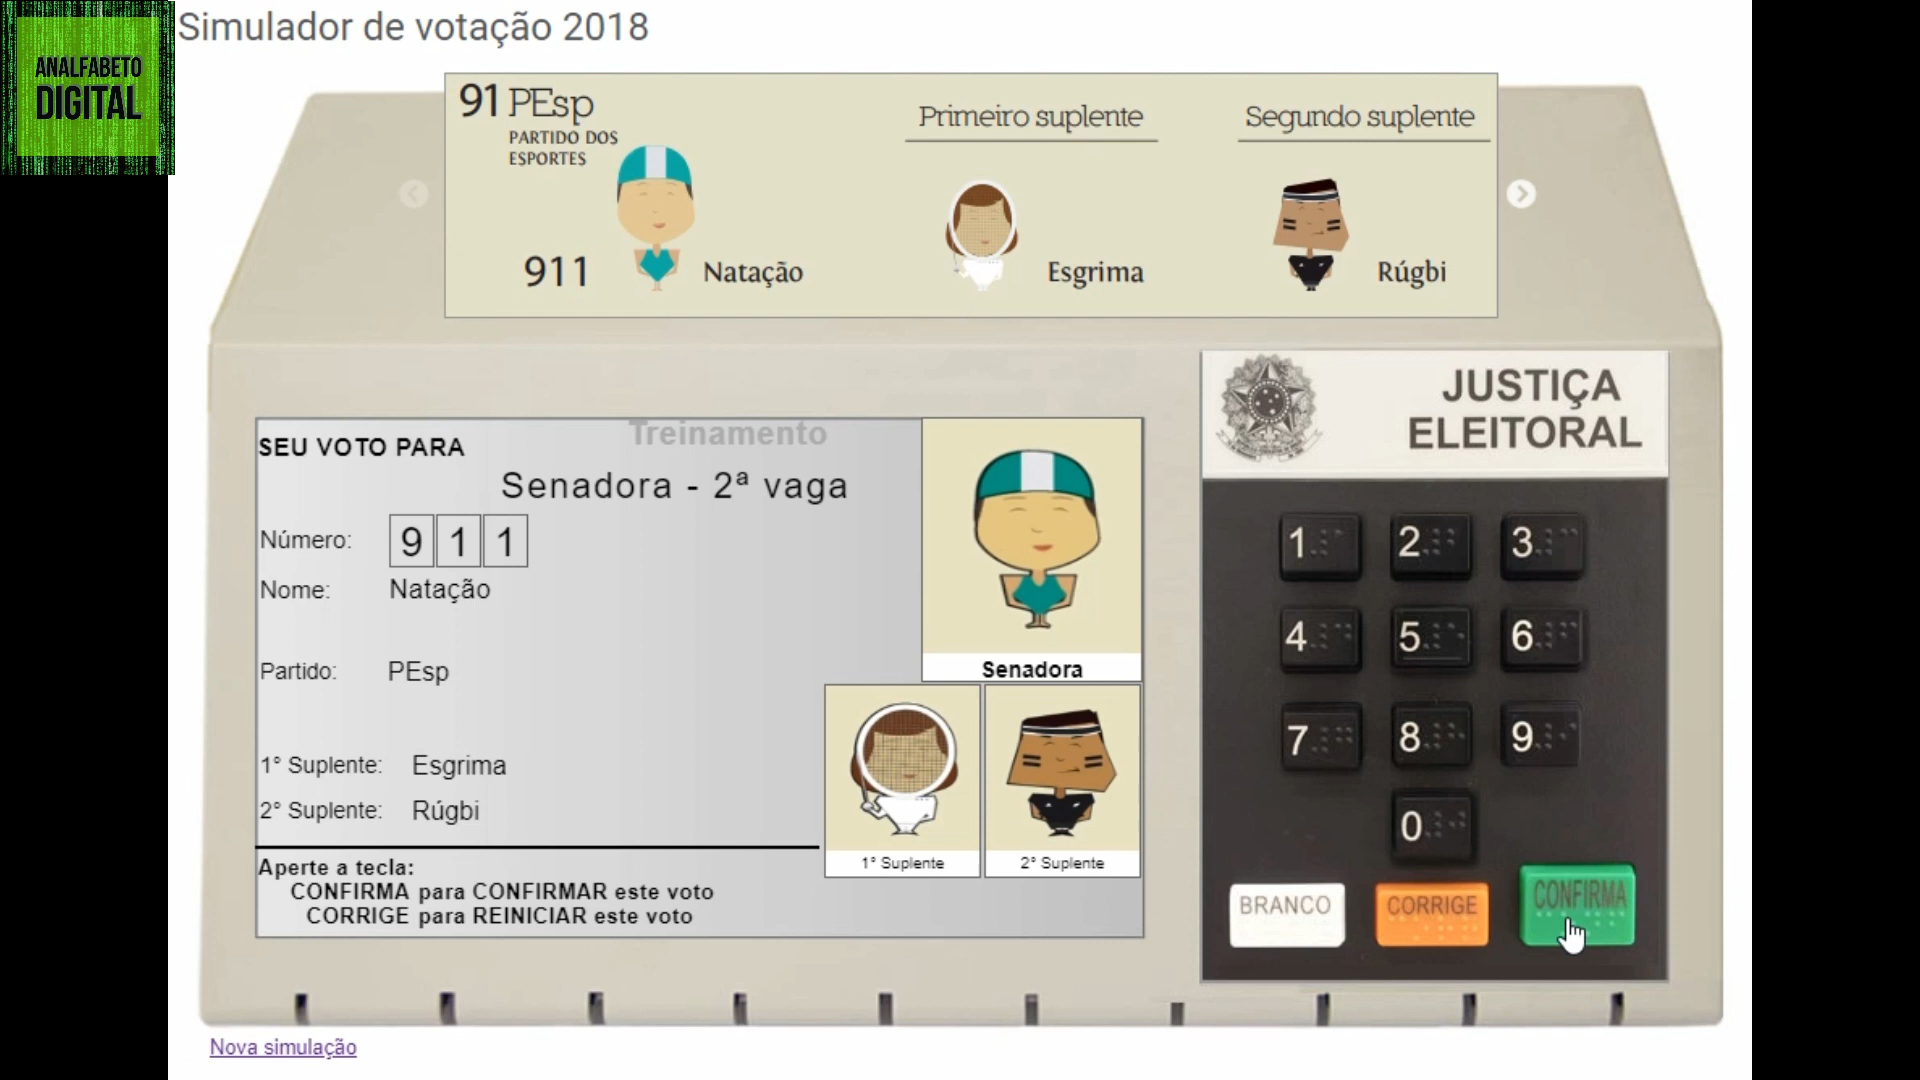 ANALFABETO
DIGITAL
Simulador de votação 2018
91 PEsp
PARTIDO DOS
ESPORTES
911
Natação
Primeiro suplente
Esgrima
Segundo suplente
Rúgbi
Treinamento
SEU VOTO PARA
Senadora - 2ª vaga
Número: 9 1 1
Nome: Natação
Partido: PEsp
1° Suplente: Esgrima
2° Suplente: Rúgbi
Aperte a tecla:
CONFIRMA para CONFIRMAR este voto
CORRIGE para REINICIAR este voto
Senadora
1° Suplente
2° Suplente
JUSTIÇA
ELEITORAL
1 2 3
4 5 6
7 8 9
0
BRANCO CORRIGE CONFIRMA
Nova simulação